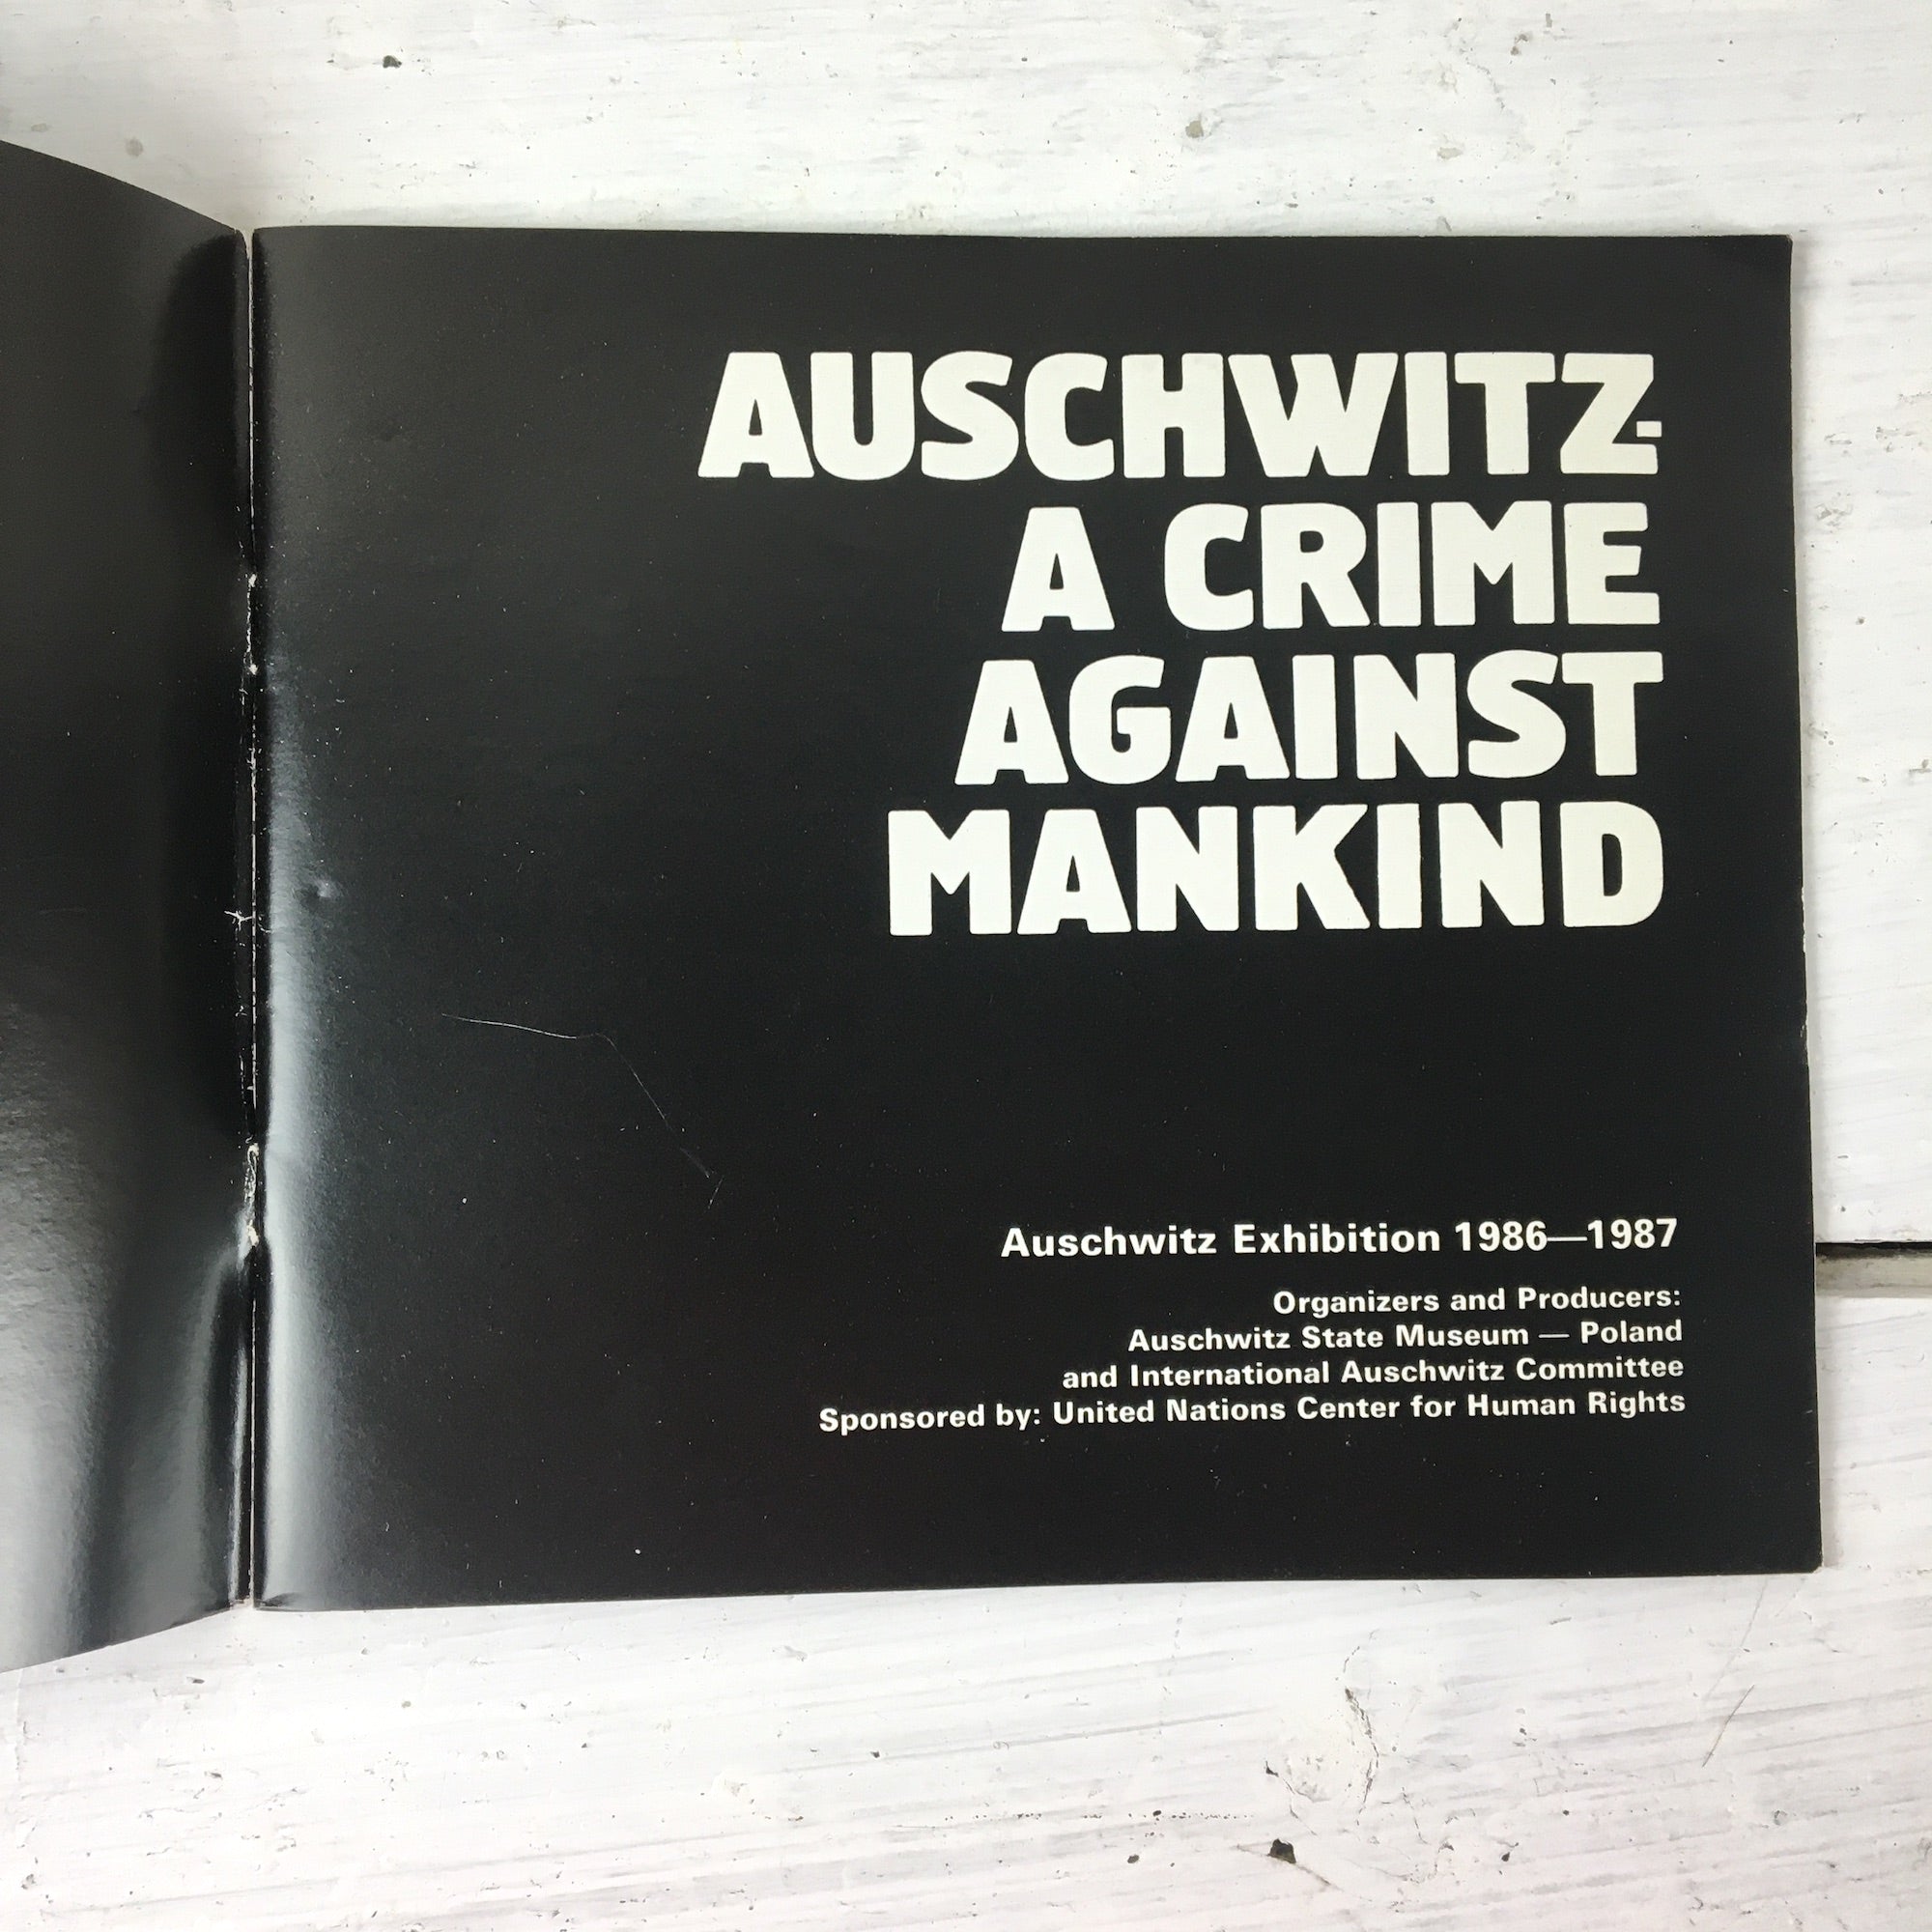 AUSCHWITZ-
A CRIME
AGAINST
MANKIND
Auschwitz Exhibition 1986—1987
Organizers and Producers:
Auschwitz State Museum — Poland
and International Auschwitz Committee
Sponsored by: United Nations Center for Human Rights